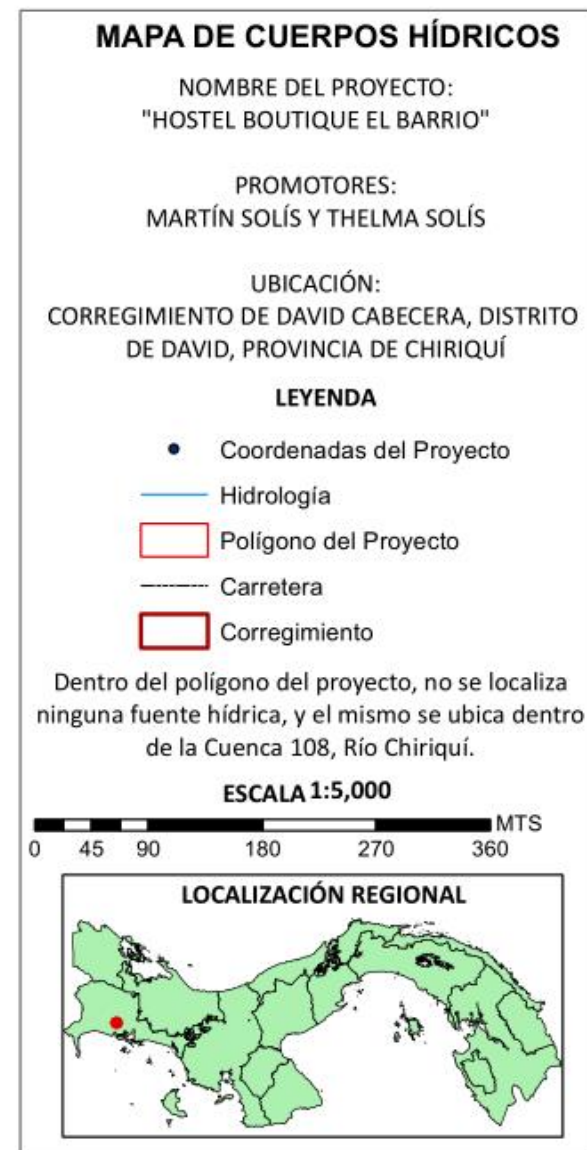 MAPA DE CUERPOS HÍDRICOS
NOMBRE DEL PROYECTO:
"HOSTEL BOUTIQUE EL BARRIO"
PROMOTORES:
MARTÍN SOLÍS Y THELMA SOLÍS
UBICACIÓN:
CORREGIMIENTO DE DAVID CABECERA, DISTRITO
DE DAVID, PROVINCIA DE CHIRIQUÍ
LEYENDA
Coordenadas del Proyecto
Hidrología
Polígono del Proyecto
Carretera
Corregimiento
Dentro del polígono del proyecto, no se localiza
ninguna fuente hídrica, y el mismo se ubica dentro
de la Cuenca 108, Río Chiriquí.
ESCALA 1:5,000
MTS
0 45 90 180 270 360
LOCALIZACIÓN REGIONAL